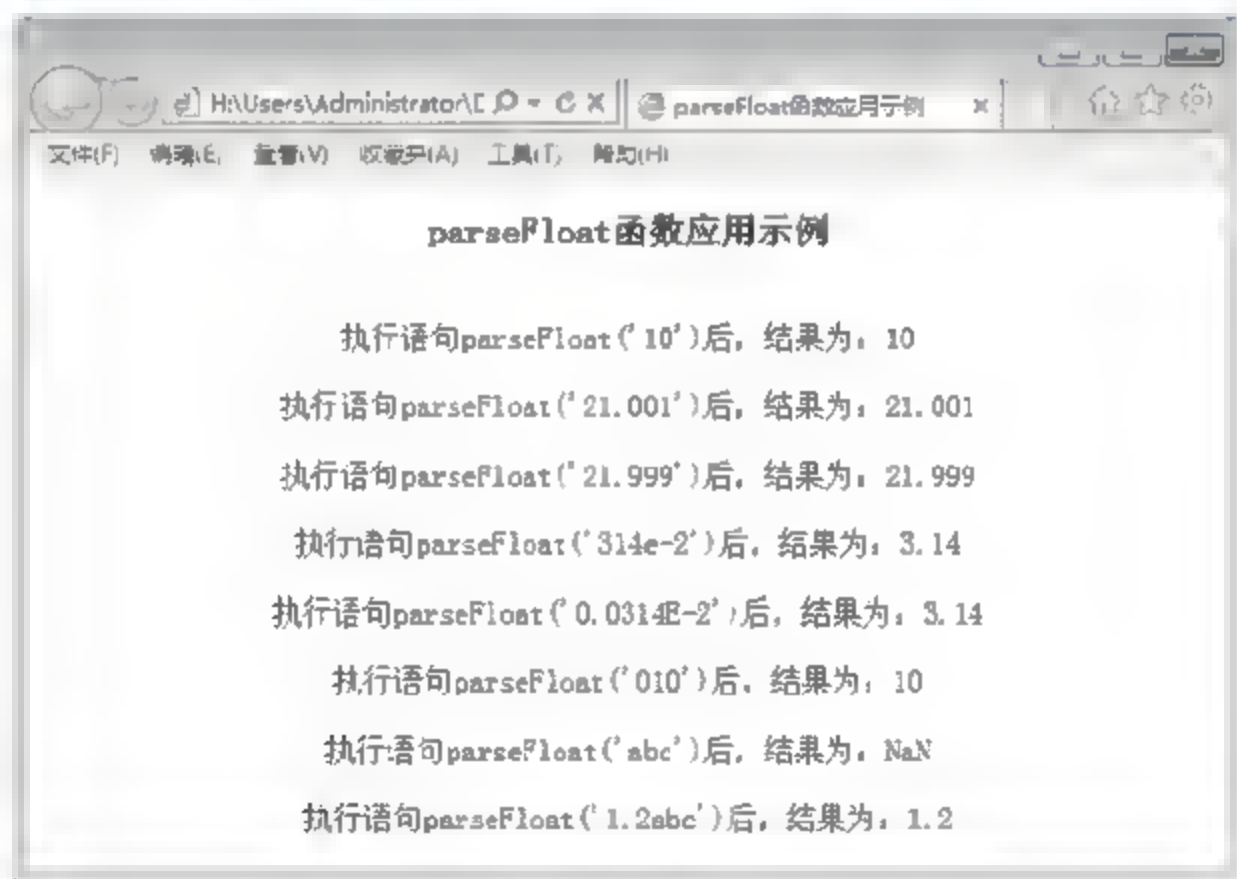 H:\Users\Administrator\D
parseFloat函数应用示例
文件(F) 编辑(E) 查看(V) 收藏夹(A) 工具(T) 帮助(H)
parseFloat函数应用示例
执行语句parseFloat('10')后，结果为：10
执行语句parseFloat('21.001')后，结果为：21.001
执行语句parseFloat('21.999')后，结果为：21.999
执行语句parseFloat('314e-2')后，结果为：3.14
执行语句parseFloat('0.0314E-2')后，结果为：3.14
执行语句parseFloat('010')后，结果为：10
执行语句parseFloat('abc')后，结果为：NaN
执行语句parseFloat('1.2abc')后，结果为：1.2